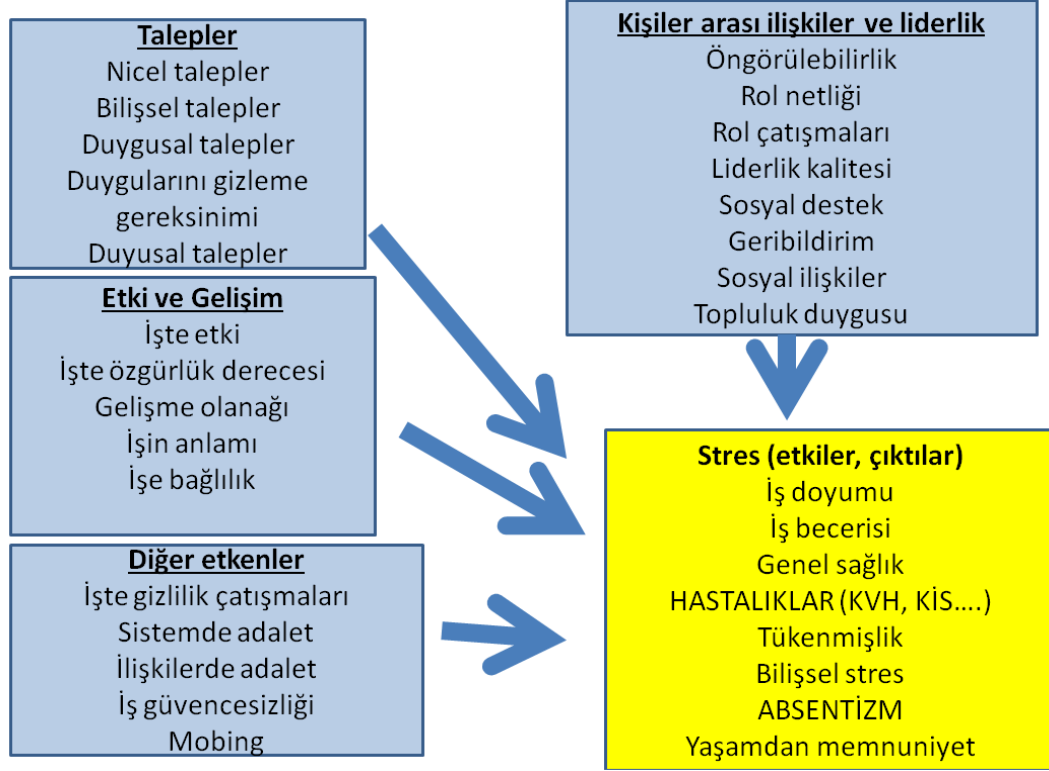 Talepler
Nicel talepler
Bilişsel talepler
Duygusal talepler
Duygularını gizleme
gereksinimi
Duyusal talepler
Etki ve Gelişim
İşte etki
İşte özgürlük derecesi
Gelişme olanağı
İşin anlamı
İşe bağlılık
Diğer etkenler
İşte gizlilik çatışmaları
Sistemde adalet
İlişkilerde adalet
İş güvencesizliği
Mobing
Kişiler arası ilişkiler ve liderlik
Öngörülebilirlik
Rol netliği
Rol çatışmaları
Liderlik kalitesi
Sosyal destek
Geribildirim
Sosyal ilişkiler
Topluluk duygusu
Stres (etkiler, çıktılar)
İş doyumu
İş becerisi
Genel sağlık
HASTALIKLAR (KVH, KİS....)
Tükenmişlik
Bilişsel stres
ABSENTİZM
Yaşamdan memnuniyet